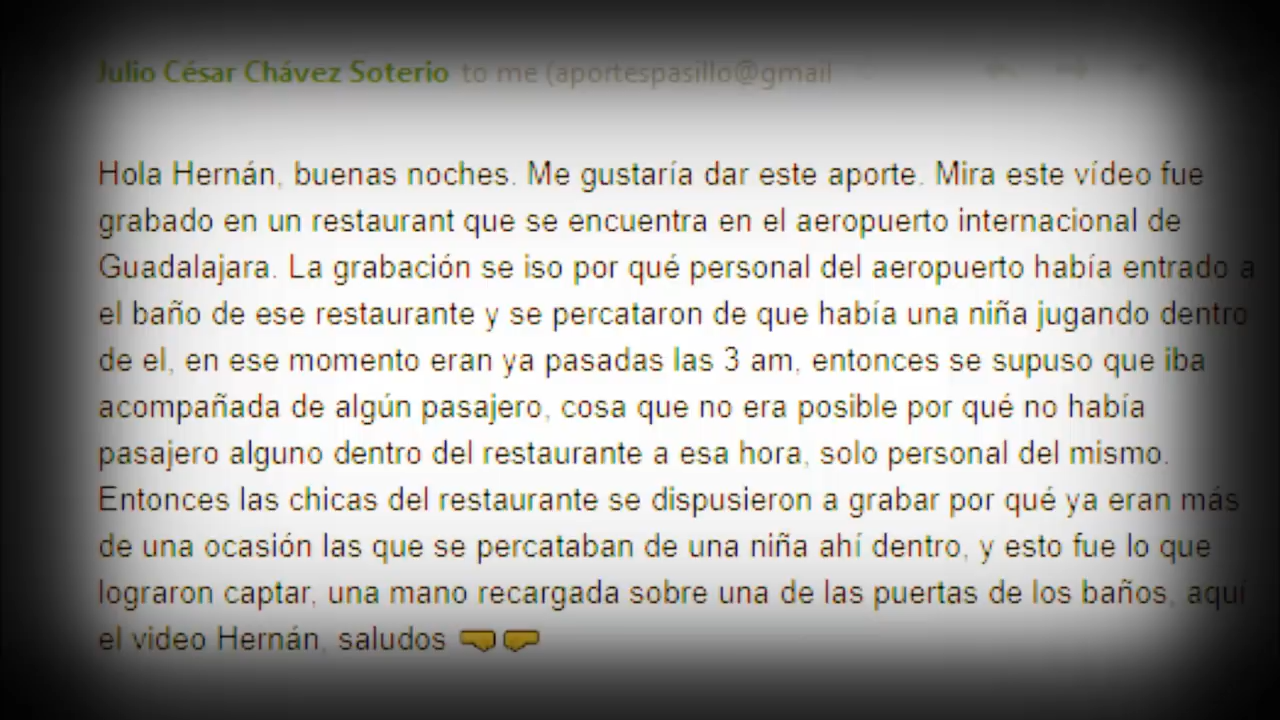 Julio César Chávez Soterio to me (aportespasillo@gmail
Hola Hernán, buenas noches. Me gustaría dar este aporte. Mira este vídeo fue
grabado en un restaurant que se encuentra en el aeropuerto internacional de
Guadalajara. La grabación se iso por qué personal del aeropuerto había entrado a
el baño de ese restaurante y se percataron de que había una niña jugando dentro
de el, en ese momento eran ya pasadas las 3 am, entonces se supuso que iba
acompañada de algún pasajero, cosa que no era posible por qué no había
pasajero alguno dentro del restaurante a esa hora, solo personal del mismo.
Entonces las chicas del restaurante se dispusieron a grabar por qué ya eran más
de una ocasión las que se percataban de una niña ahí dentro, y esto fue lo que
lograron captar, una mano recargada sobre una de las puertas de los baños, aquí
el video Hernán, saludos